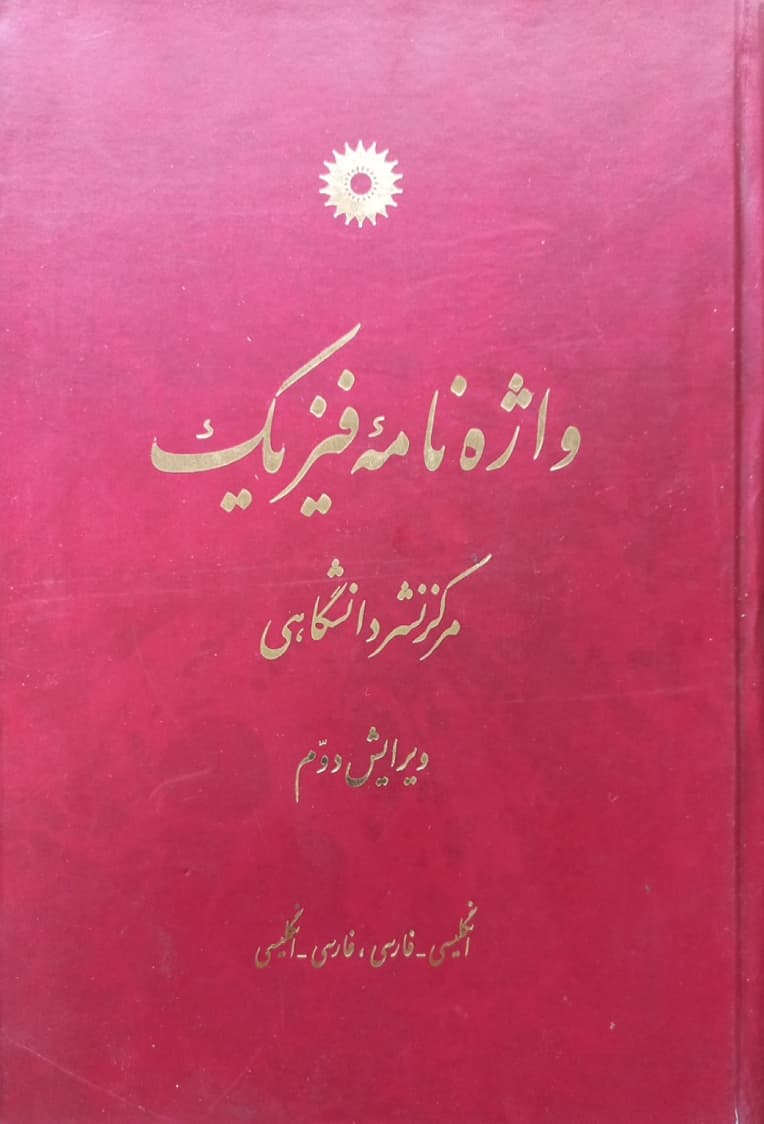 واژه نامهٔ فیزیک
مرکز نشر دانشگاهی
ویرایش دوّم
انگلیسی - فارسی ، فارسی - انگلیسی